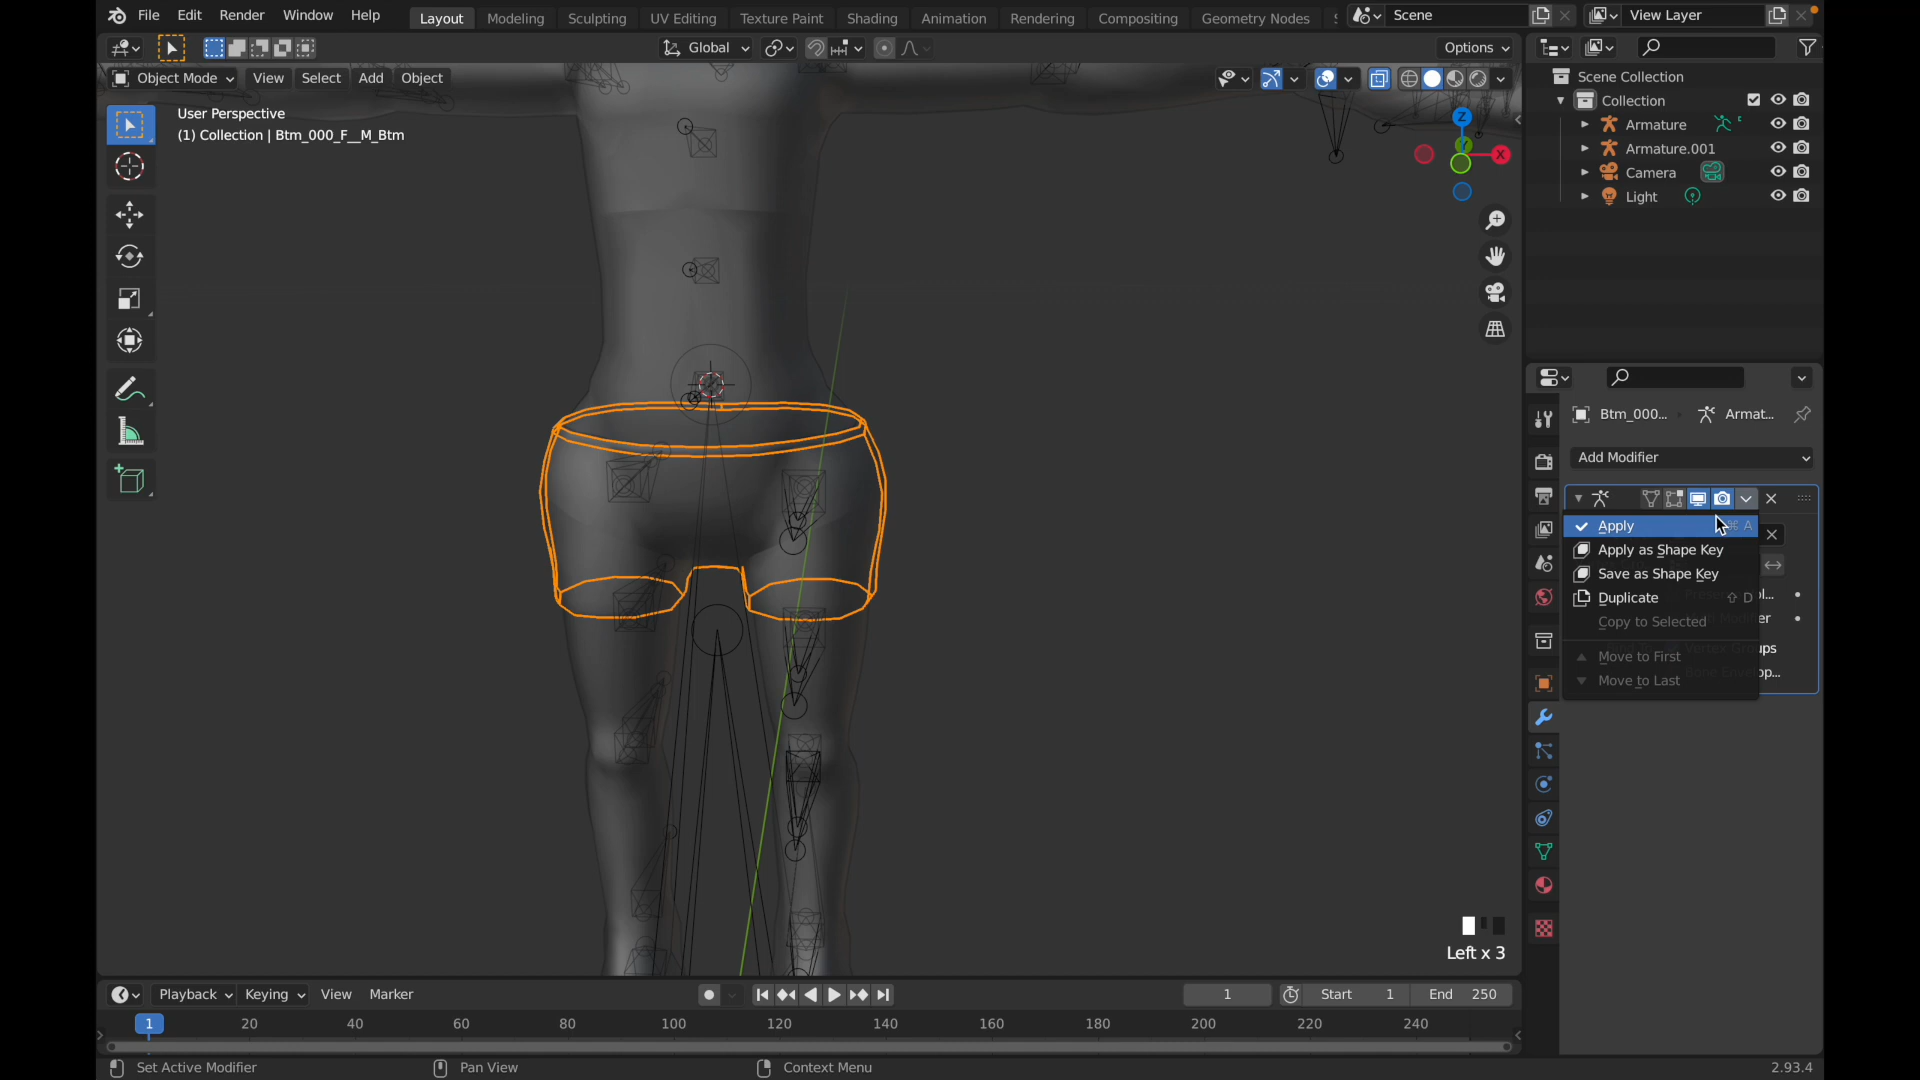 File Edit Render Window Help Layout Modeling Sculpting UV Editing Texture Paint Shading Animation Rendering Compositing Geometry Nodes Scene View Layer
Global Options
Object Mode View Select Add Object
User Perspective
(1) Collection | Btm_000_F__M_Btm
Z
X
Scene Collection
Collection
Armature
Armature.001
Camera
Light
Btm_000... Armat...
Add Modifier
Apply ⌘ A
Apply as Shape Key
Save as Shape Key
Duplicate ⇧ D
Copy to Selected
Move to First
Move to Last
Left x 3
Playback Keying View Marker 1 Start 1 End 250
1 20 40 60 80 100 120 140 160 180 200 220 240
Set Active Modifier Pan View Context Menu 2.93.4